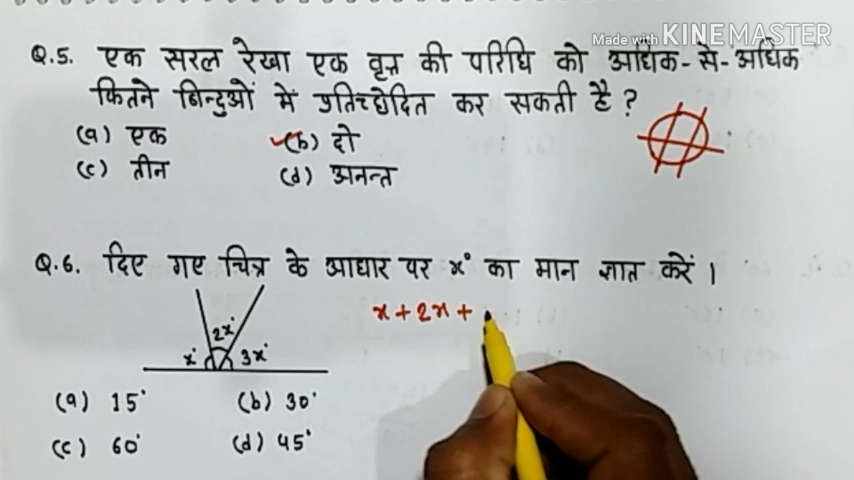 Made with KINEMASTER
Q.5. एक सरल रेखा एक वृत्त की परिधि को अधिक-से-अधिक
कितने बिन्दुओं में प्रतिच्छेदित कर सकती है ?
(a) एक (b) दो
(c) तीन (d) अनन्त
Q.6. दिए गए चित्र के आधार पर x° का मान ज्ञात करें ।
x + 2x +
2x°
x° 3x°
(a) 15° (b) 30°
(c) 60° (d) 45°